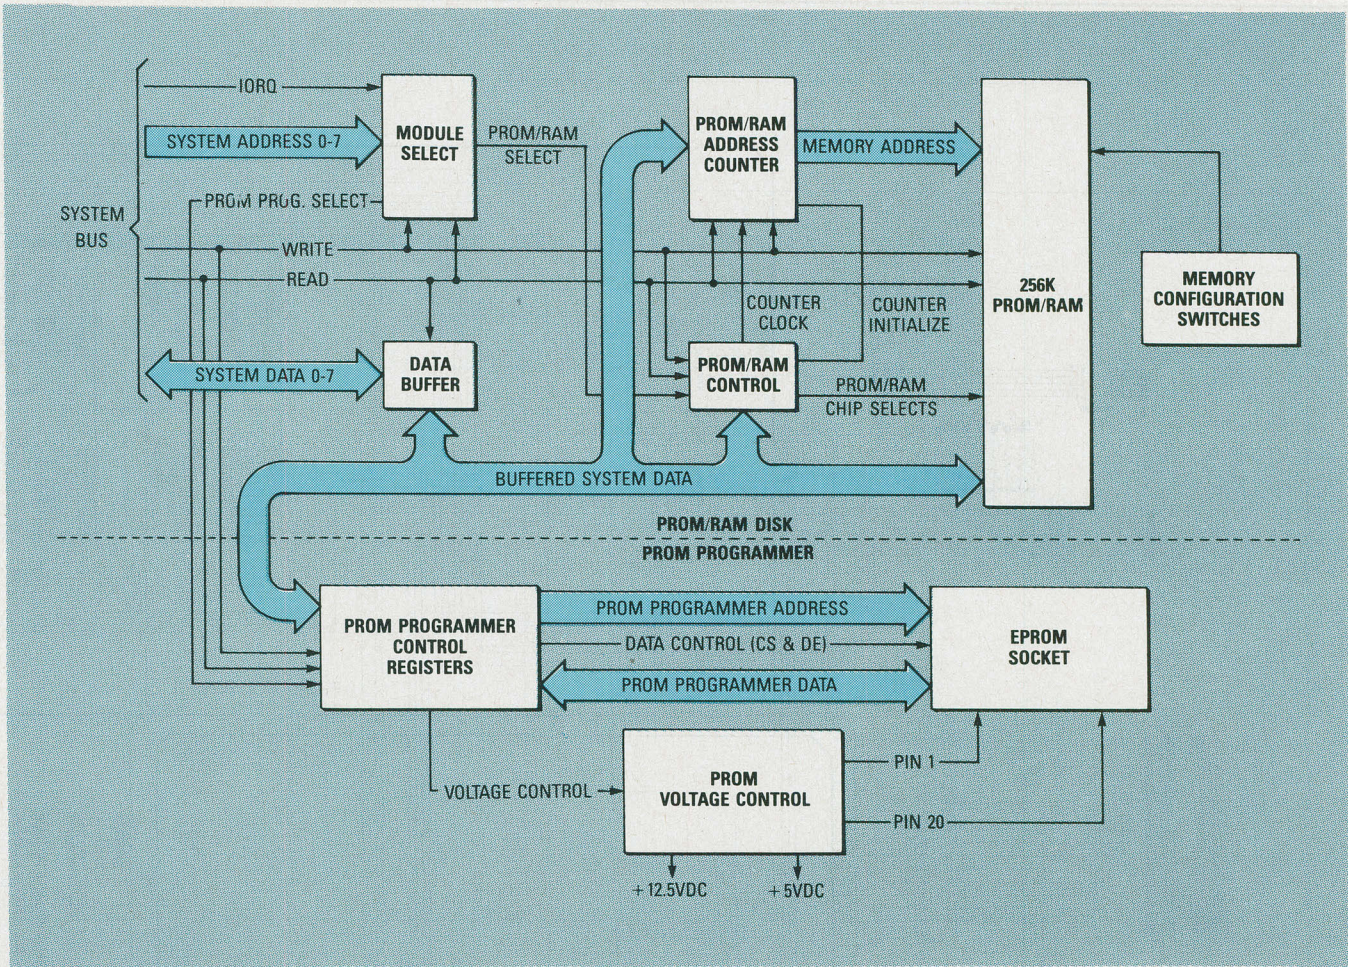 IORQ
SYSTEM ADDRESS 0-7
MODULE
SELECT
PROM/RAM
SELECT
PROM/RAM
ADDRESS
COUNTER
MEMORY ADDRESS
PROM PROG. SELECT
SYSTEM
BUS
WRITE
READ
COUNTER
CLOCK
COUNTER
INITIALIZE
256K
PROM/RAM
MEMORY
CONFIGURATION
SWITCHES
SYSTEM DATA 0-7
DATA
BUFFER
PROM/RAM
CONTROL
PROM/RAM
CHIP SELECTS
BUFFERED SYSTEM DATA
PROM/RAM DISK
PROM PROGRAMMER
PROM PROGRAMMER
CONTROL
REGISTERS
PROM PROGRAMMER ADDRESS
DATA CONTROL (CS & DE)
PROM PROGRAMMER DATA
EPROM
SOCKET
VOLTAGE CONTROL
PROM
VOLTAGE CONTROL
PIN 1
PIN 20
+12.5VDC
+5VDC